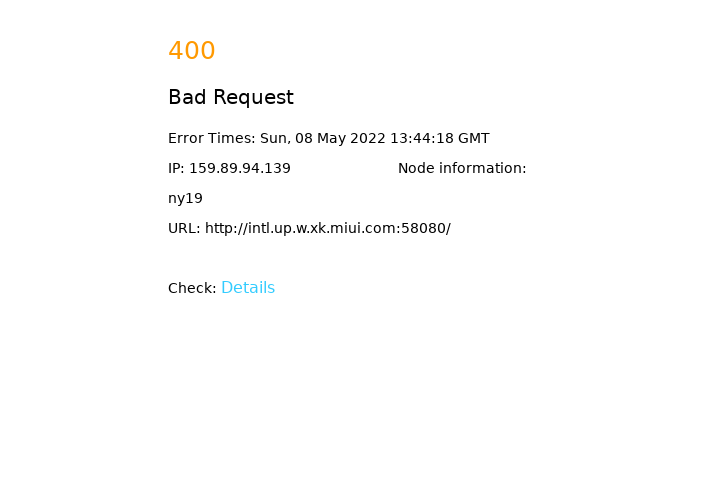 400
Bad Request
Error Times: Sun, 08 May 2022 13:44:18 GMT
IP: 159.89.94.139 Node information:
ny19
URL: http://intl.up.w.xk.miui.com:58080/
Check: Details